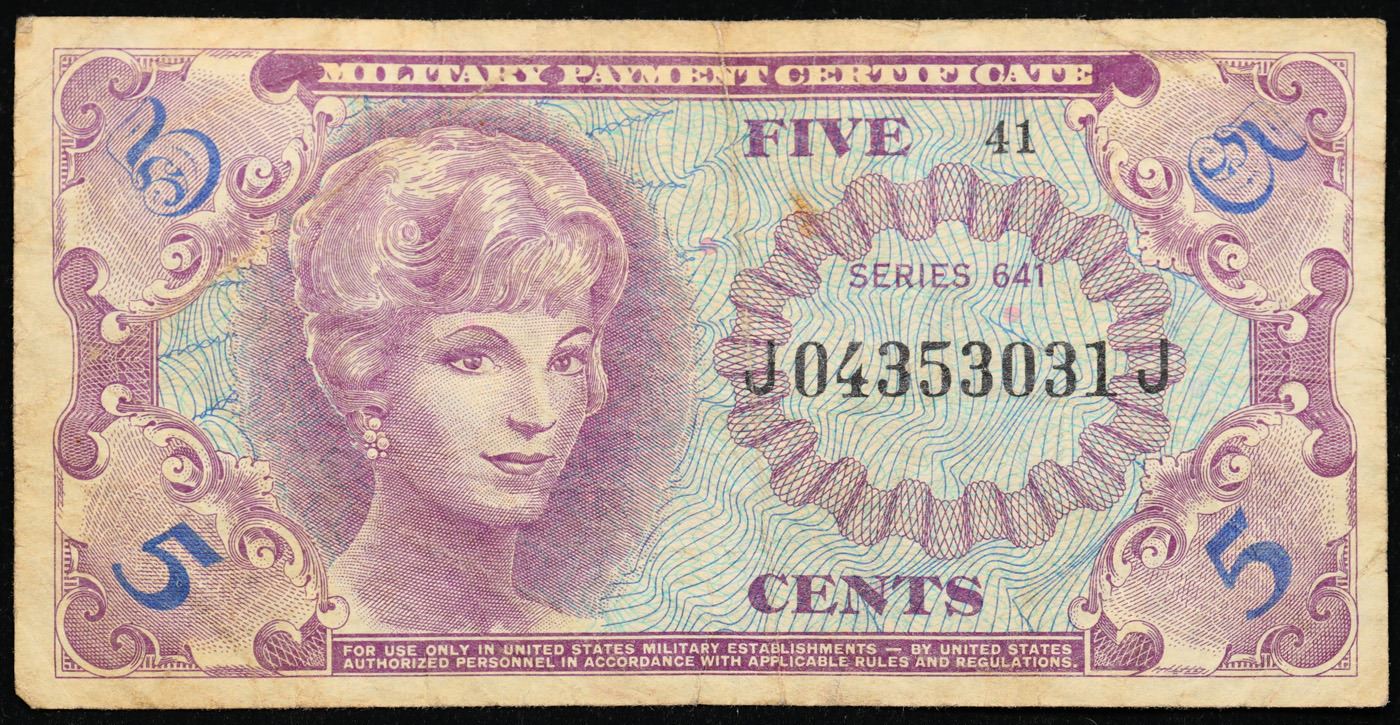 MILITARY PAYMENT CERTIFICATE
5
FIVE 41
5
SERIES 641
J04353031J
5
CENTS
5
FOR USE ONLY IN UNITED STATES MILITARY ESTABLISHMENTS — BY UNITED STATES
AUTHORIZED PERSONNEL IN ACCORDANCE WITH APPLICABLE RULES AND REGULATIONS.